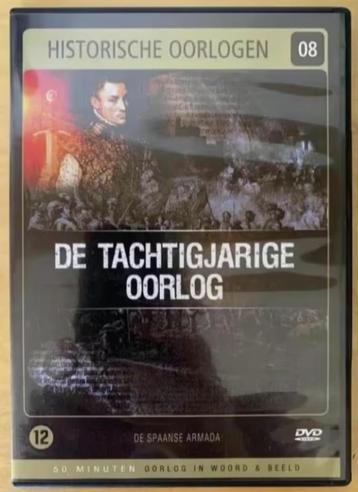 HISTORISCHE OORLOGEN 08
DE TACHTIGJARIGE
OORLOG
12
DE SPAANSE ARMADA
DVD
50 MINUTEN OORLOG IN WOORD & BEELD